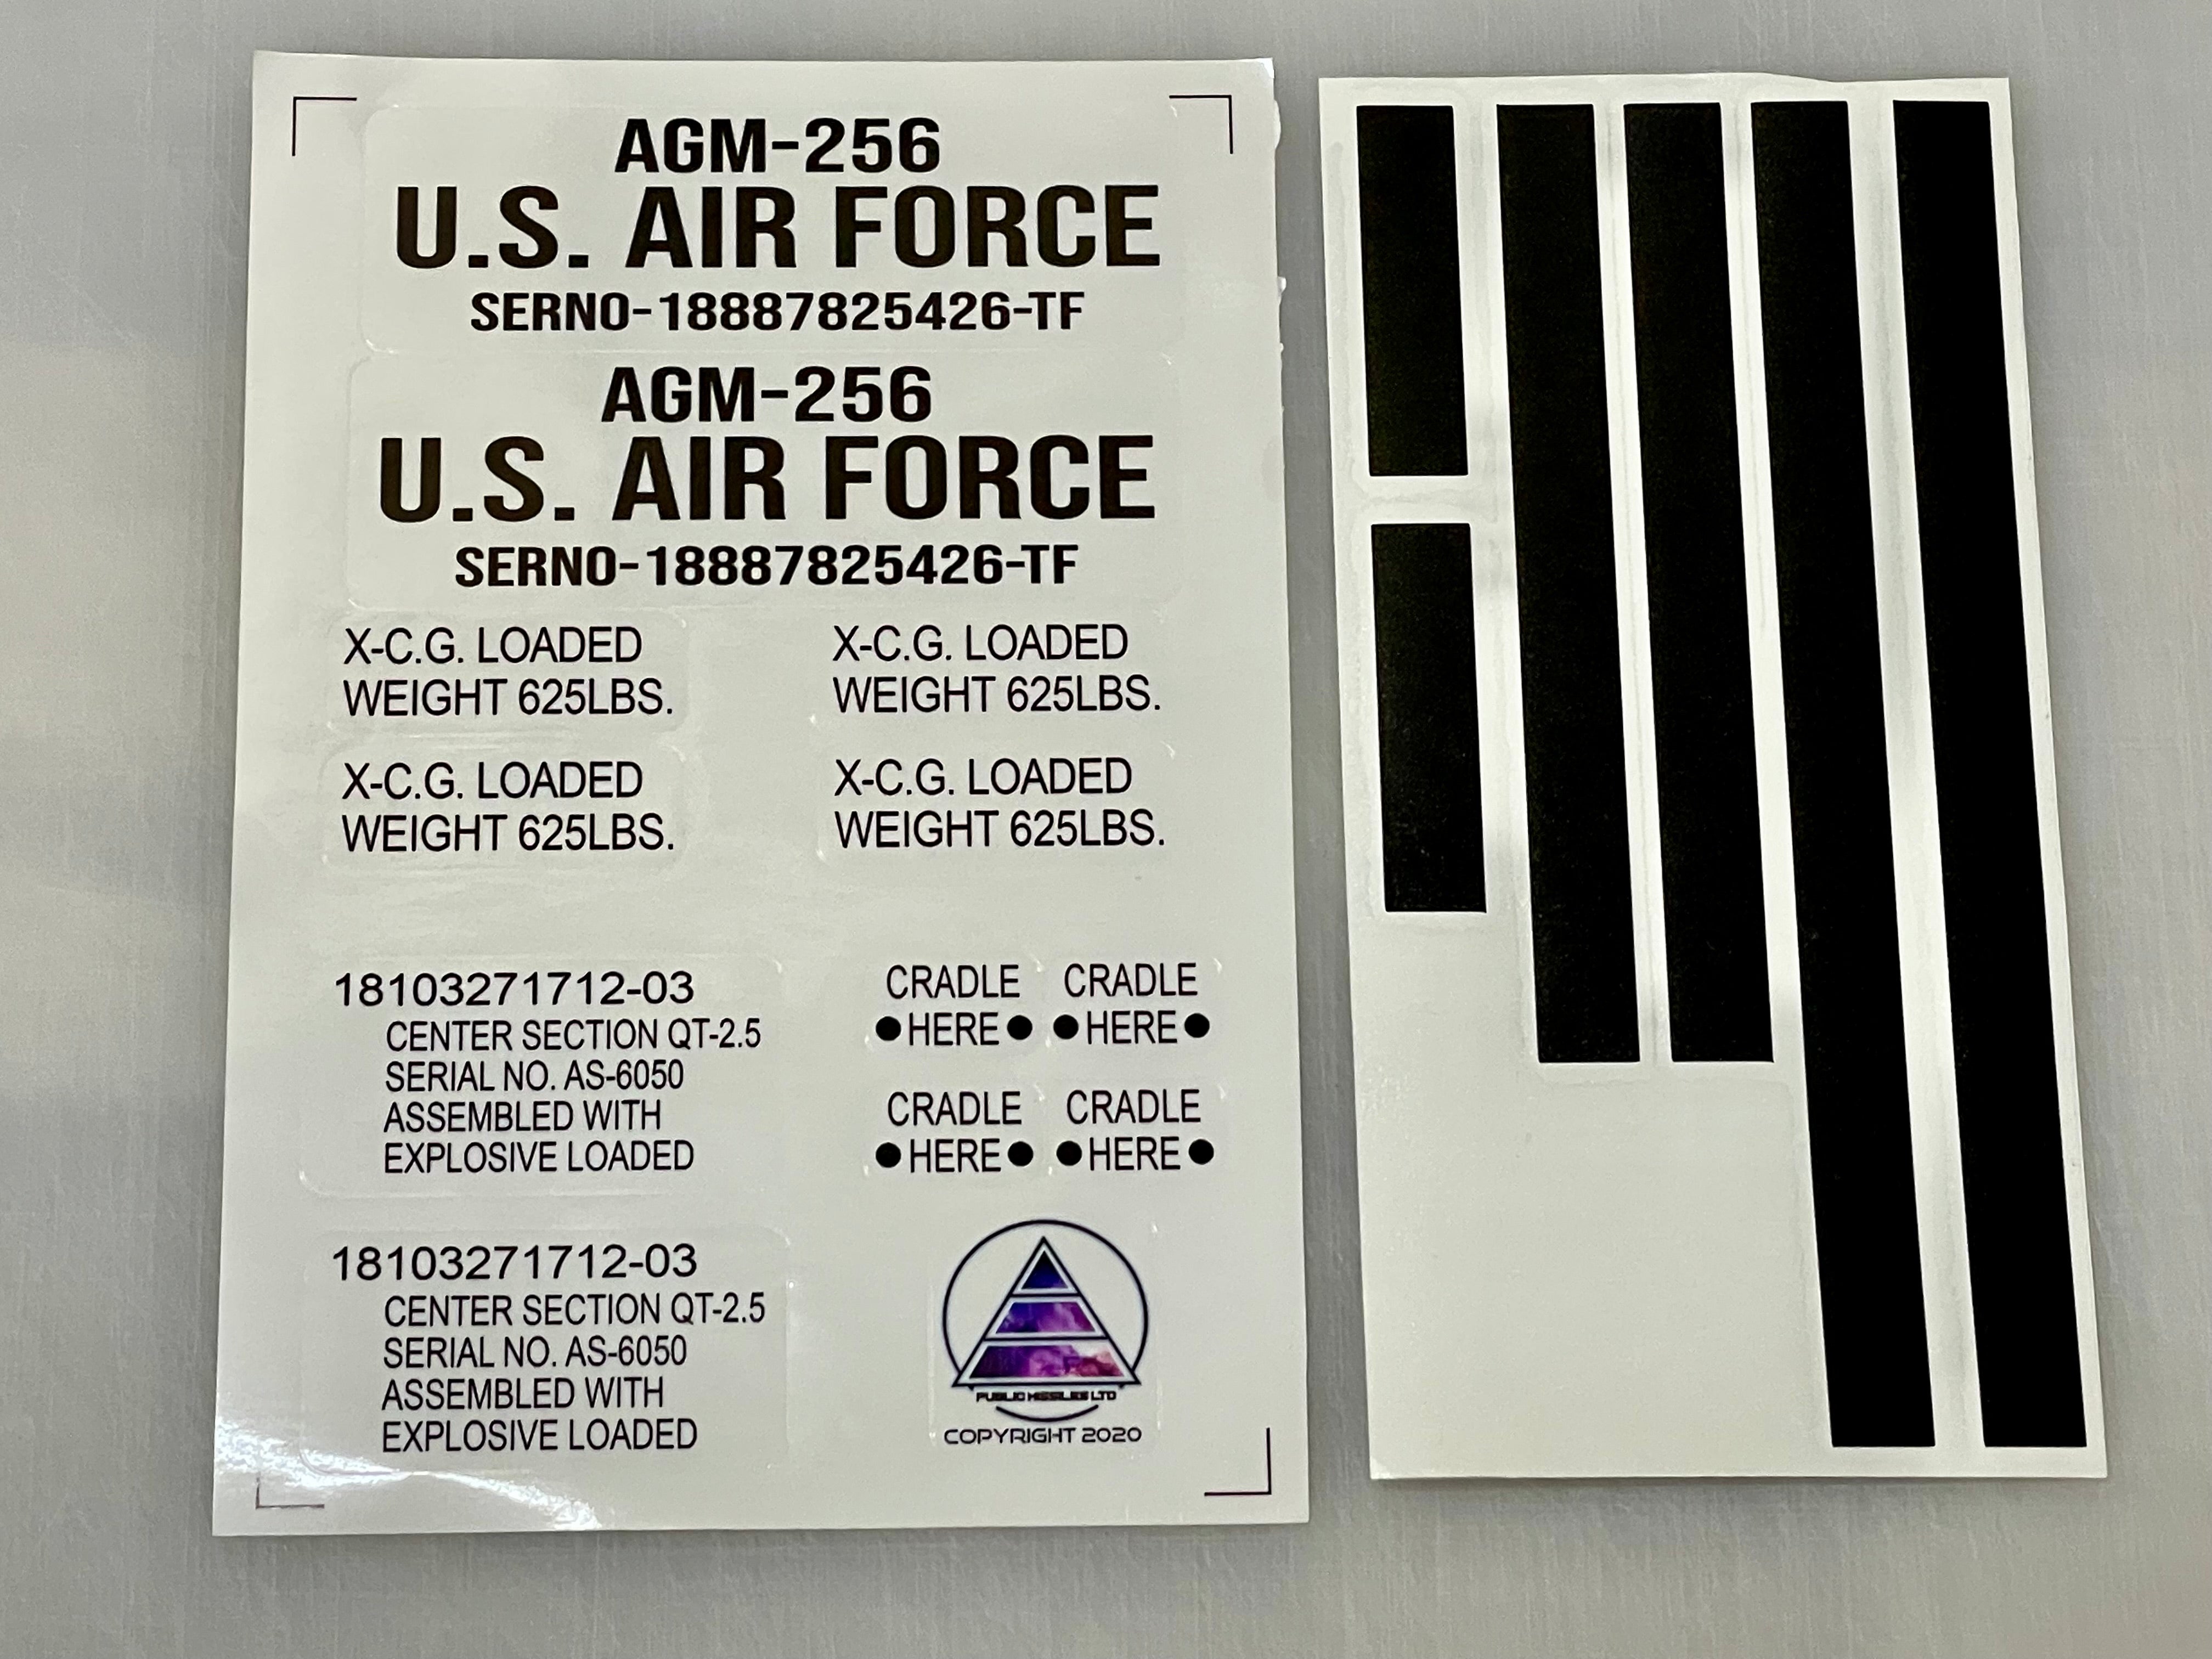 AGM-256
U.S. AIR FORCE
SERNO-18887825426-TF
AGM-256
U.S. AIR FORCE
SERNO-18887825426-TF
X-C.G. LOADED
WEIGHT 625LBS.
X-C.G. LOADED
WEIGHT 625LBS.
X-C.G. LOADED
WEIGHT 625LBS.
X-C.G. LOADED
WEIGHT 625LBS.
18103271712-03
CENTER SECTION QT-2.5
SERIAL NO. AS-6050
ASSEMBLED WITH
EXPLOSIVE LOADED
CRADLE
●HERE●
CRADLE
●HERE●
CRADLE
●HERE●
CRADLE
●HERE●
18103271712-03
CENTER SECTION QT-2.5
SERIAL NO. AS-6050
ASSEMBLED WITH
EXPLOSIVE LOADED
PUBLIC MISSILES LTD
COPYRIGHT 2020